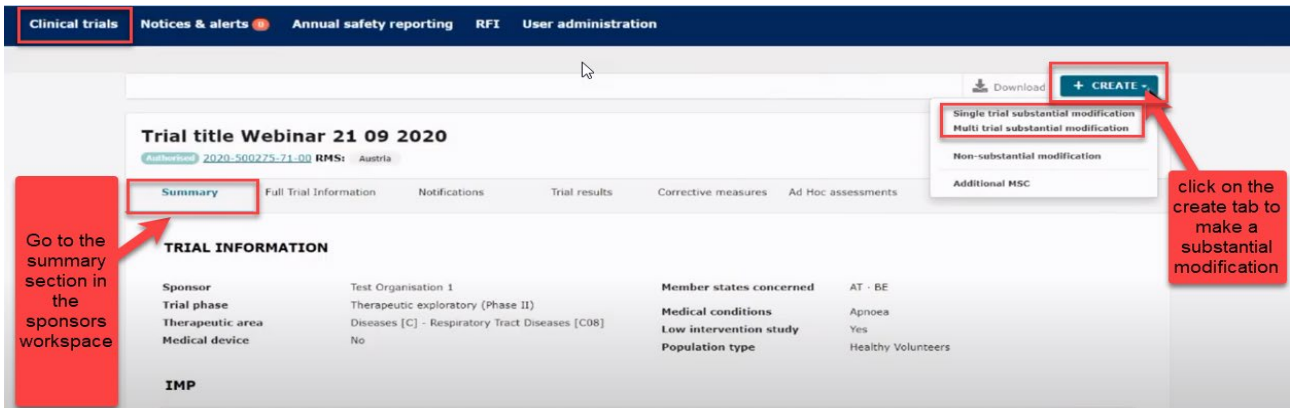 Clinical trials Notices & alerts 0 Annual safety reporting RFI User administration
Download + CREATE
Single trial substantial modification
Multi trial substantial modification
Non-substantial modification
Additional MSC
Trial title Webinar 21 09 2020
Authorised 2020-500275-71-00 RMS: Austria
Summary Full Trial Information Notifications Trial results Corrective measures Ad Hoc assessments
click on the
create tab to
make a
substantial
modification
Go to the
summary
section in
the
sponsors
workspace
TRIAL INFORMATION
Sponsor Test Organisation 1
Trial phase Therapeutic exploratory (Phase II)
Therapeutic area Diseases [C] - Respiratory Tract Diseases [C08]
Medical device No
Member states concerned AT - BE
Medical conditions Apnoea
Low intervention study Yes
Population type Healthy Volunteers
IMP